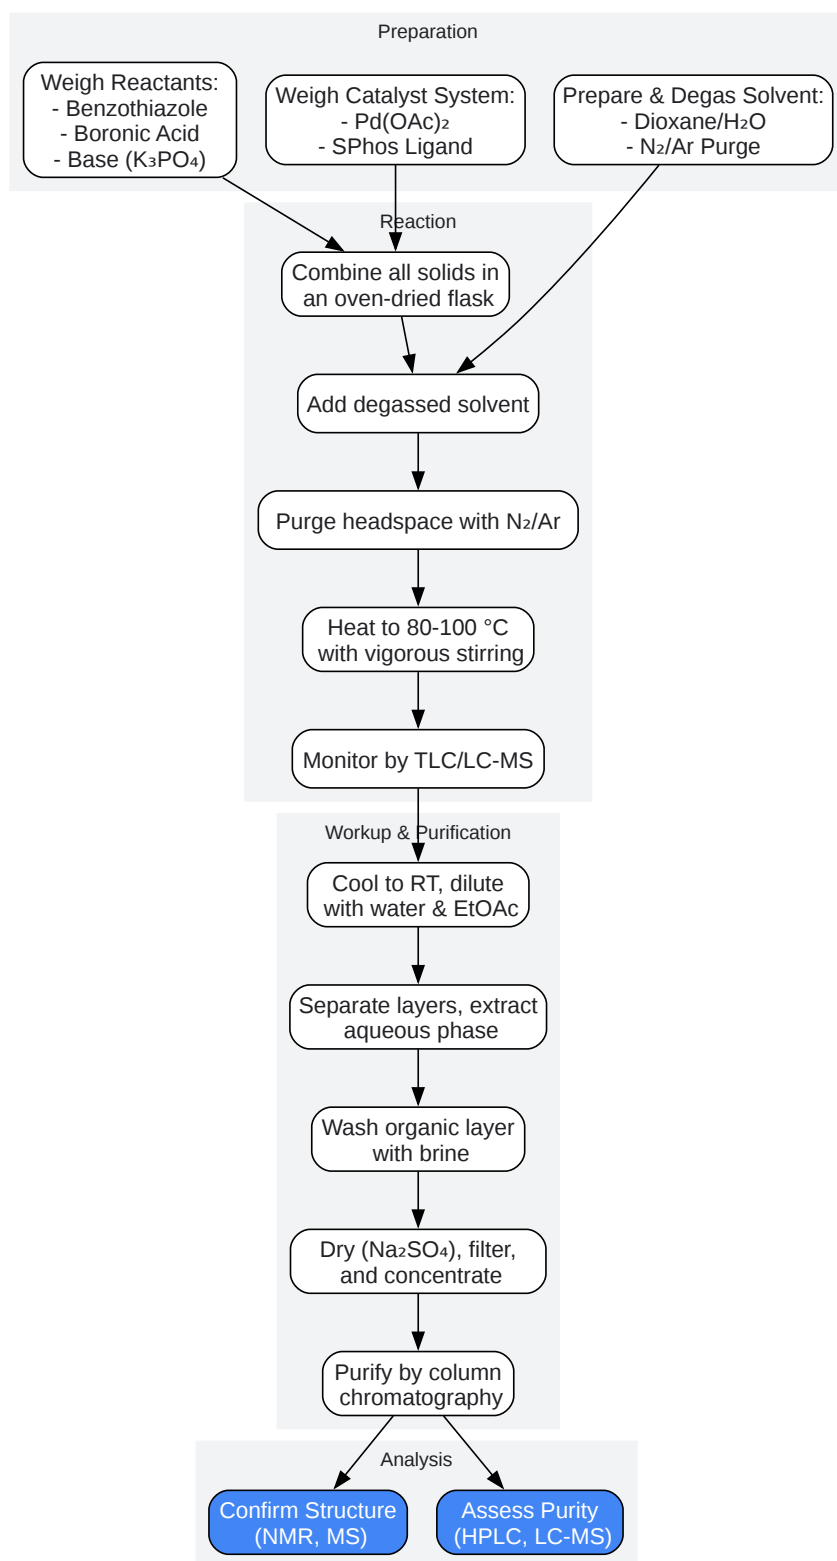 Preparation
Weigh Reactants:
- Benzothiazole
- Boronic Acid
- Base (K₃PO₄)
Weigh Catalyst System:
- Pd(OAc)₂
- SPhos Ligand
Prepare & Degas Solvent:
- Dioxane/H₂O
- N₂/Ar Purge
Reaction
Combine all solids in
an oven-dried flask
Add degassed solvent
Purge headspace with N₂/Ar
Heat to 80-100 °C
with vigorous stirring
Monitor by TLC/LC-MS
Workup & Purification
Cool to RT, dilute
with water & EtOAc
Separate layers, extract
aqueous phase
Wash organic layer
with brine
Dry (Na₂SO₄), filter,
and concentrate
Purify by column
chromatography
Analysis
Confirm Structure
(NMR, MS)
Assess Purity
(HPLC, LC-MS)